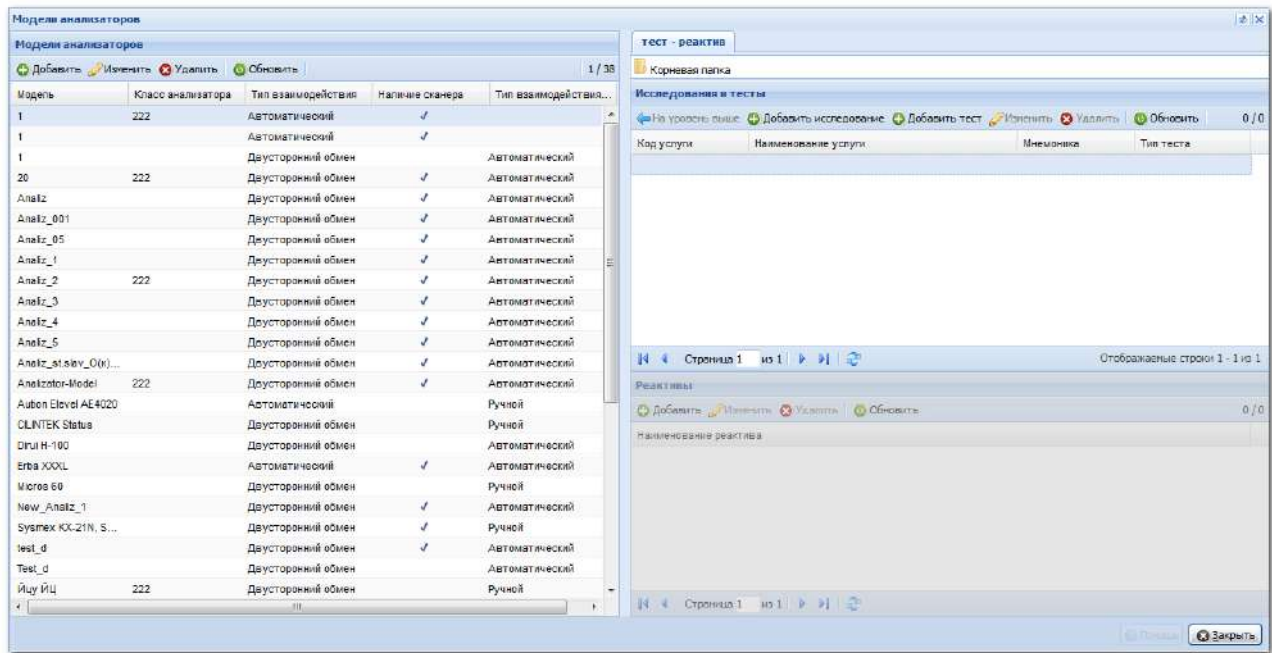 Модели анализаторов
Модели анализаторов
Добавить Изменить Удалить Обновить 1 / 38
Модель Класс анализатора Тип взаимодействия Наличие сканера Тип взаимодействия...
1 222 Автоматический
1 Автоматический
1 Двусторонний обмен Автоматический
20 222 Двусторонний обмен Автоматический
Analiz Двусторонний обмен Автоматический
Analiz_001 Двусторонний обмен Автоматический
Analiz_05 Двусторонний обмен Автоматический
Analiz_1 Двусторонний обмен Автоматический
Analiz_2 222 Двусторонний обмен Автоматический
Analiz_3 Двусторонний обмен Автоматический
Analiz_4 Двусторонний обмен Автоматический
Analiz_5 Двусторонний обмен Автоматический
Analiz_st.slav_O(к)... Двусторонний обмен Автоматический
Analizator-Model 222 Двусторонний обмен Автоматический
Aution Elevel AE4020 Автоматический Ручной
CILINTEK Status Двусторонний обмен Ручной
Dirui H-100 Двусторонний обмен Автоматический
Erba XXXL Автоматический Автоматический
Micros 60 Двусторонний обмен Ручной
New_Analiz_1 Двусторонний обмен Автоматический
Sysmex KX-21N, S... Двусторонний обмен Ручной
test_d Двусторонний обмен Автоматический
Test_d Двусторонний обмен Автоматический
Йцу ЙЦ 222 Двусторонний обмен Ручной
тест - реактив
Корневая папка
Исследования и тесты
На уровень выше Добавить исследование Добавить тест Изменить Удалить Обновить 0 / 0
Код услуги Наименование услуги Мнемоника Тип теста
Страница 1 из 1 Отображаемые строки 1 - 1 из 1
Реактивы
Добавить Изменить Удалить Обновить 0 / 0
Наименование реактива
Страница 1 из 1
Помощь Закрыть